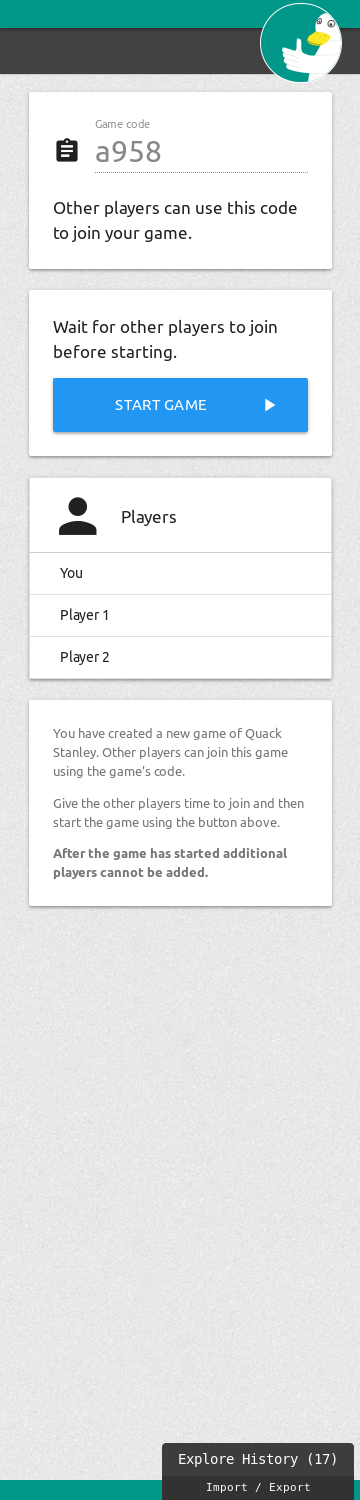 Game code
a958
Other players can use this code
to join your game.
Wait for other players to join
before starting.
START GAME
Players
You
Player 1
Player 2
You have created a new game of Quack
Stanley. Other players can join this game
using the game's code.
Give the other players time to join and then
start the game using the button above.
After the game has started additional
players cannot be added.
Explore History (17)
Import / Export